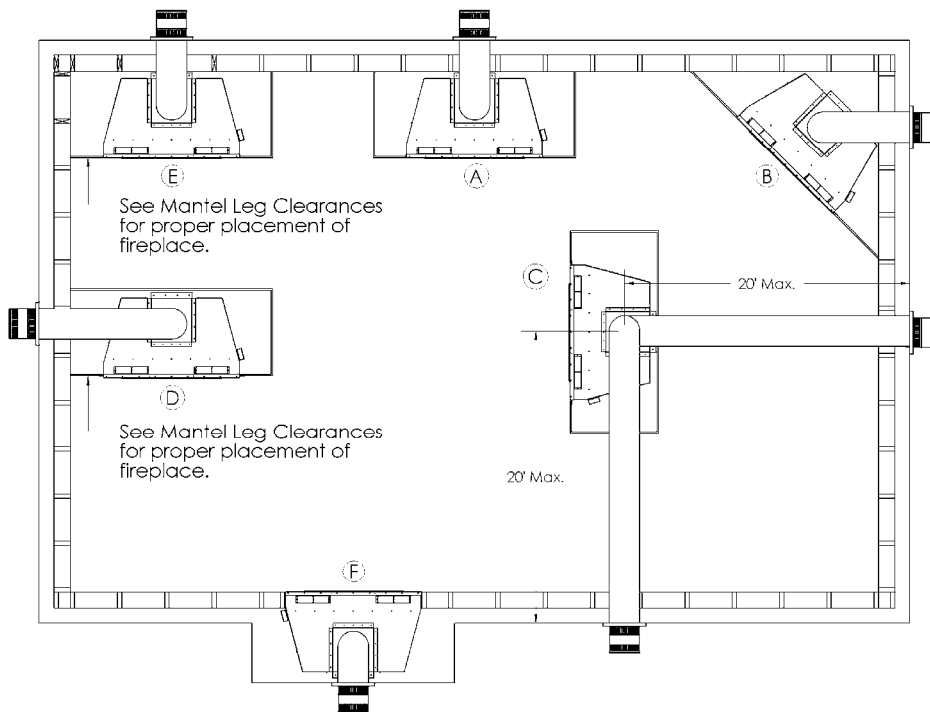 E
A
B
See Mantel Leg Clearances
for proper placement of
fireplace.
C
20' Max.
D
See Mantel Leg Clearances
for proper placement of
fireplace.
20' Max.
F